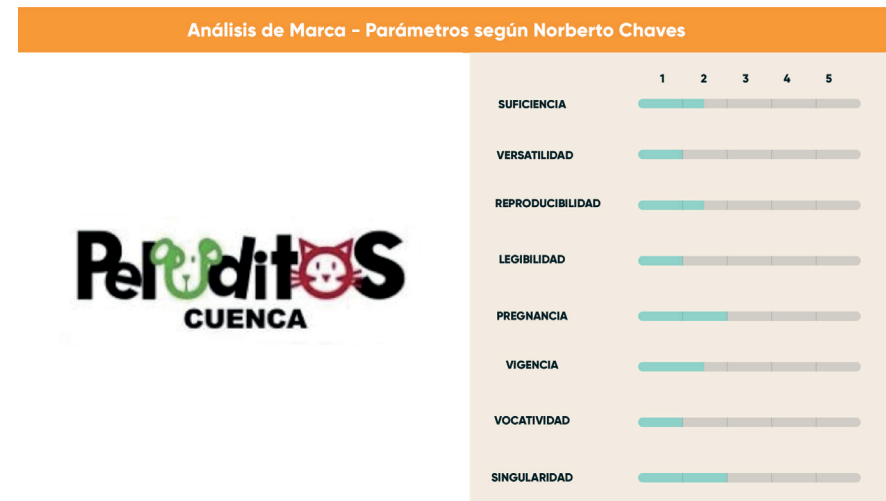 Análisis de Marca - Parámetros según Norberto Chaves
1 2 3 4 5
SUFICIENCIA
VERSATILIDAD
REPRODUCIBILIDAD
LEGIBILIDAD
PREGNANCIA
VIGENCIA
VOCATIVIDAD
SINGULARIDAD
PeluditoS
CUENCA